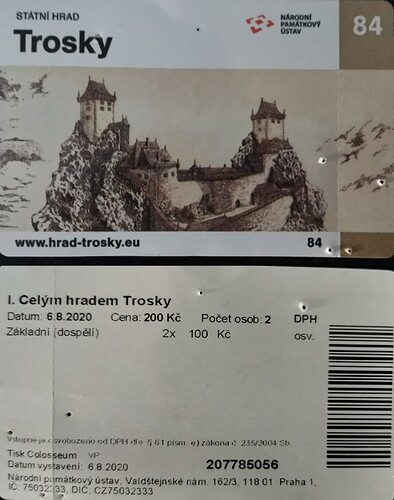 STÁTNÍ HRAD
Trosky
NÁRODNÍ
PAMÁTKOVÝ
ÚSTAV
84
www.hrad-trosky.eu 84
I. Celým hradem Trosky
Datum: 6.8.2020 Cena: 200 Kč Počet osob: 2 DPH
Základní (dospělí) 2x 100 Kč osv.
Vstupné je osvobozeno od DPH dle § 61 písm. e) zákona č. 235/2004 Sb.
Tisk Colosseum VP
Datum vystavení: 6.8.2020 207785056
Národní památkový ústav, Valdštejnské nám. 162/3, 118 01 Praha 1,
IČ: 75032333, DIČ: CZ75032333